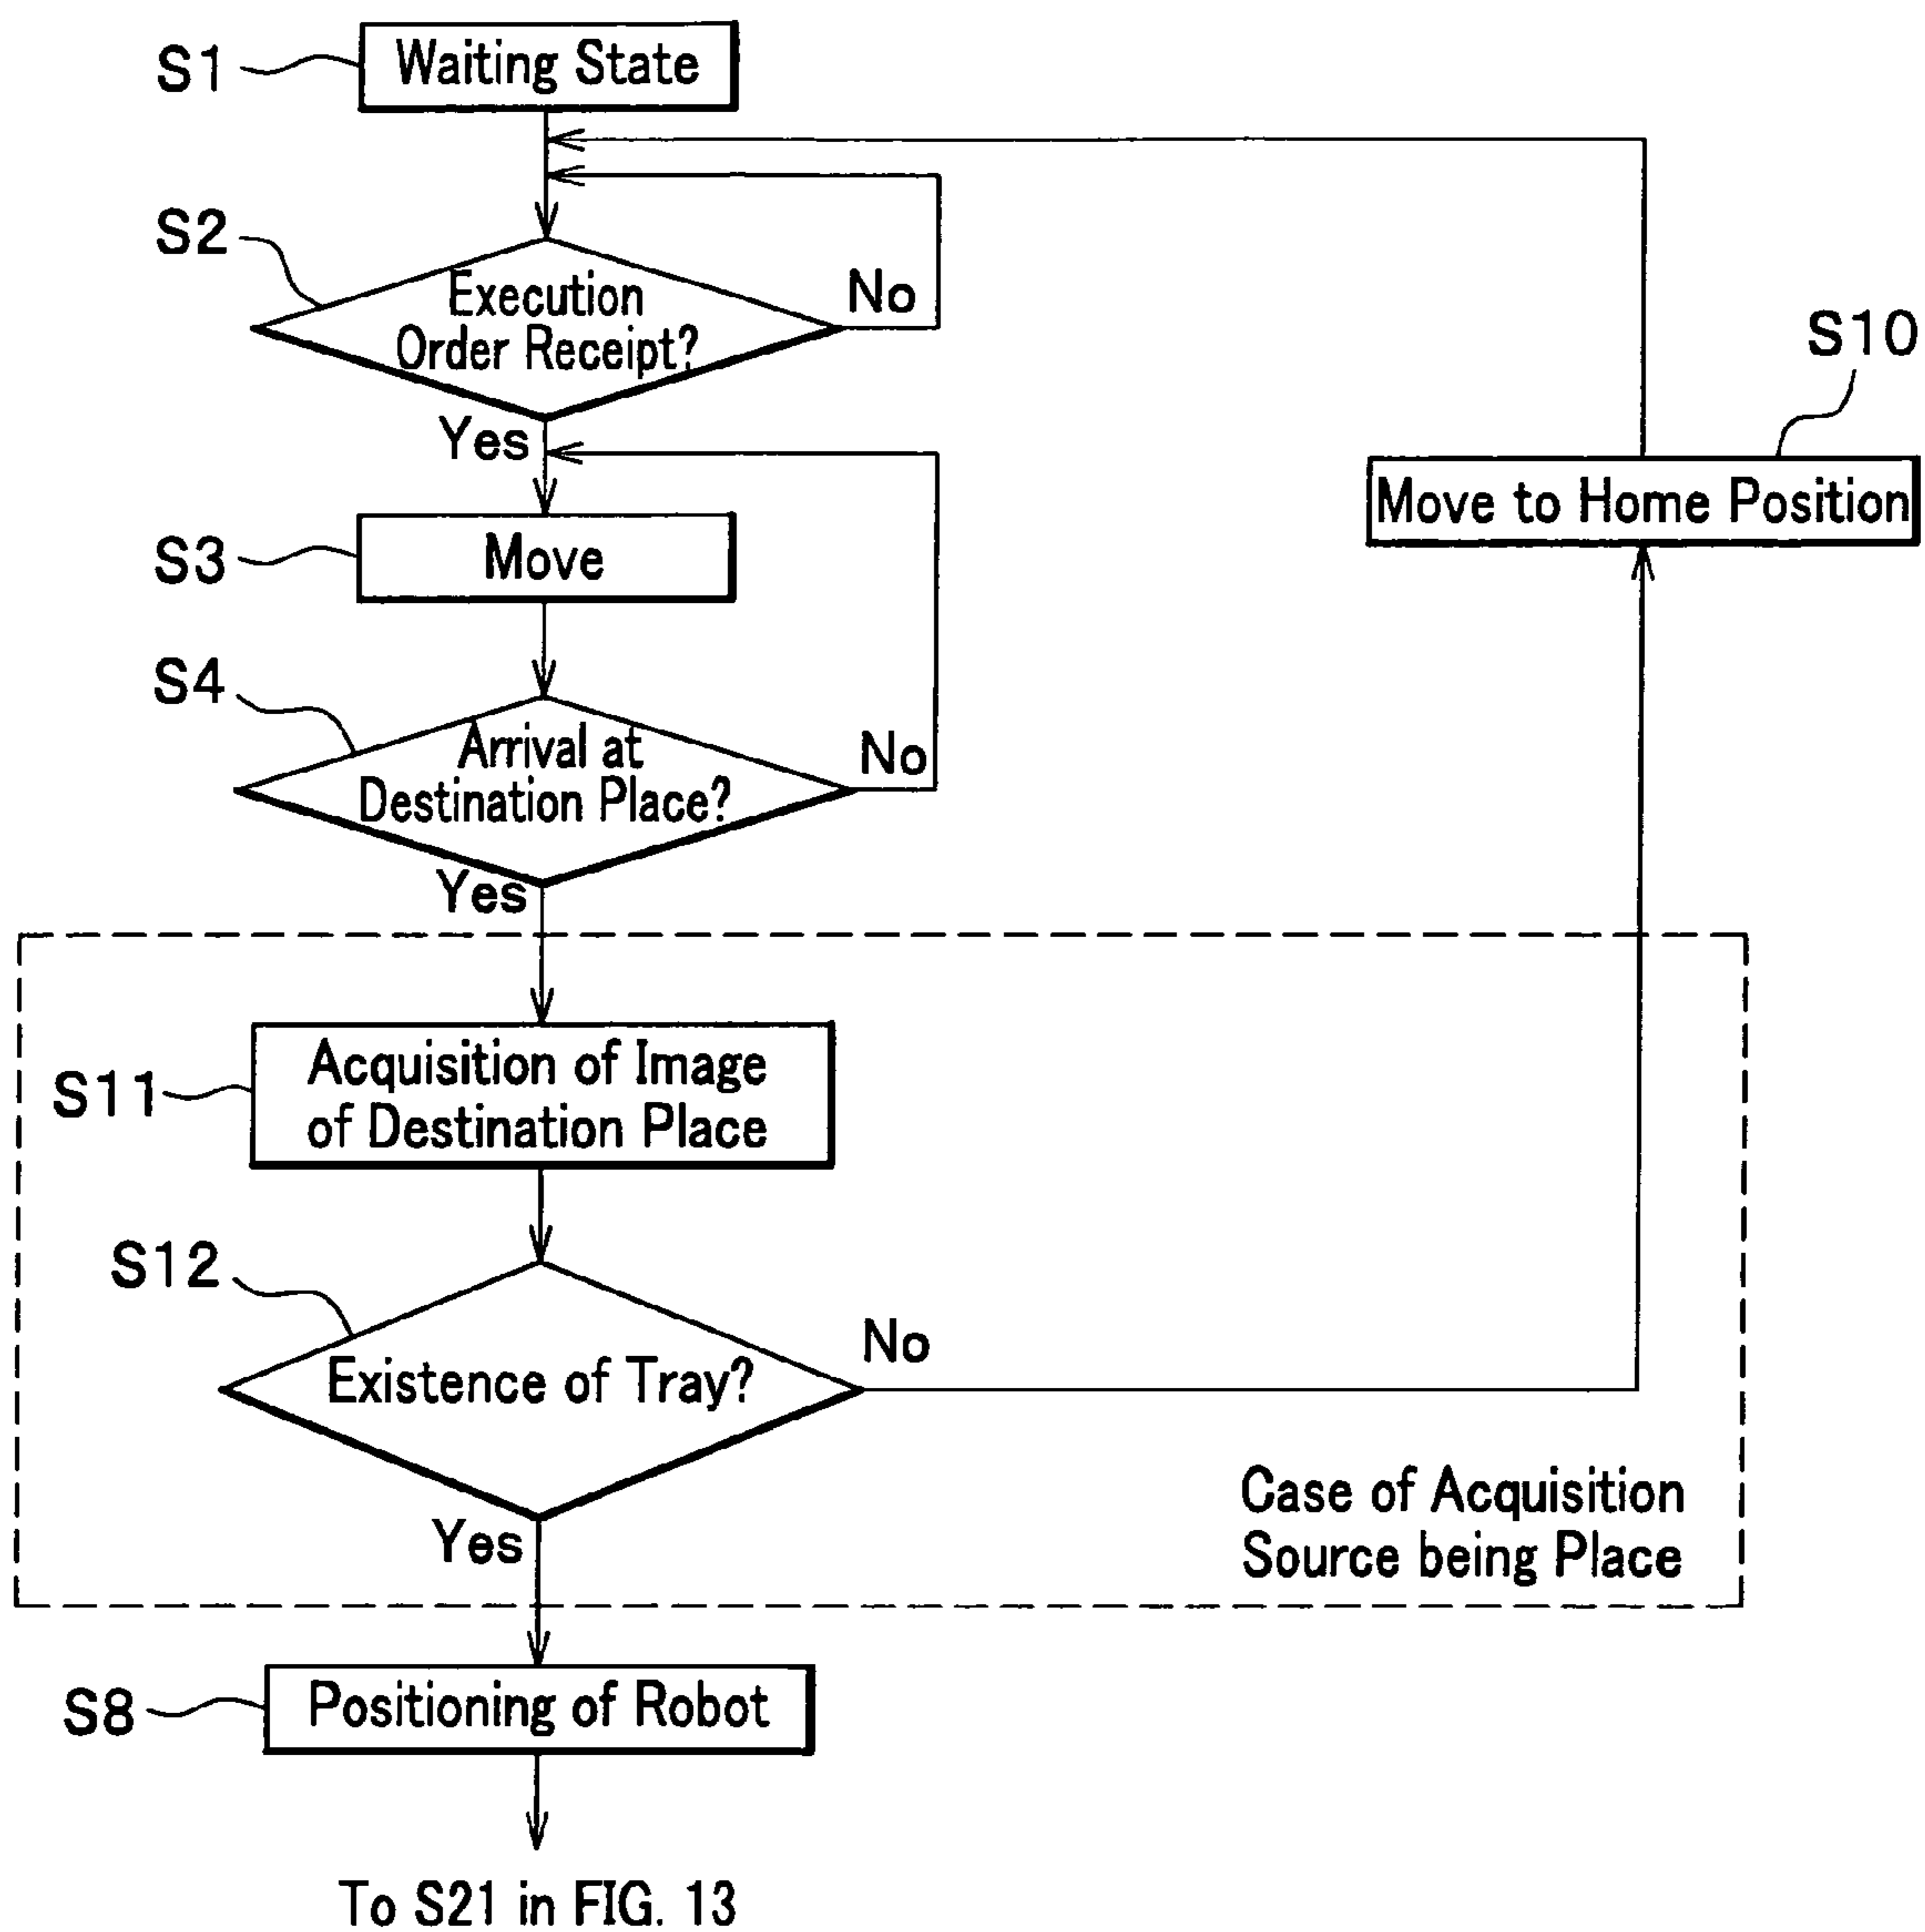 S1
Waiting State
S2
Execution
Order Receipt?
No
S10
Yes
Move to Home Position
S3
Move
S4
Arrival at
Destination Place?
No
Yes
S11
Acquisition of Image
of Destination Place
S12
Existence of Tray?
No
Yes
Case of Acquisition
Source being Place
S8
Positioning of Robot
To S21 in FIG. 13